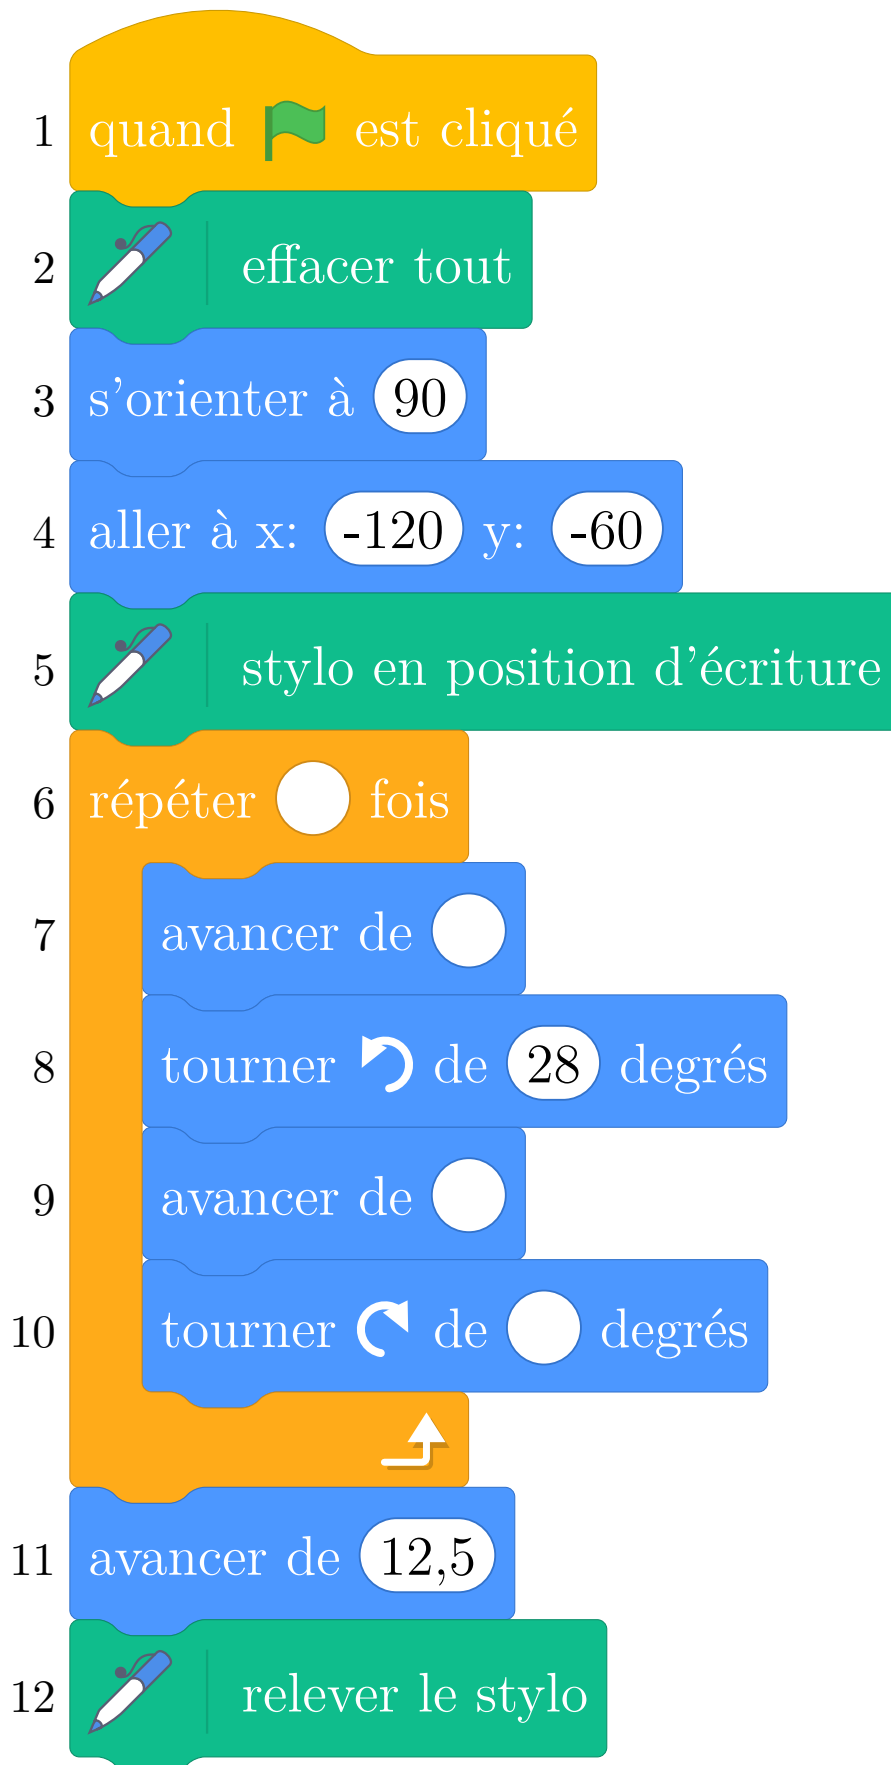 1 quand est cliqué
2 effacer tout
3 s'orienter à 90
4 aller à x: -120 y: -60
5 stylo en position d'écriture
6 répéter fois
7 avancer de
8 tourner de 28 degrés
9 avancer de
10 tourner de degrés
11 avancer de 12,5
12 relever le stylo